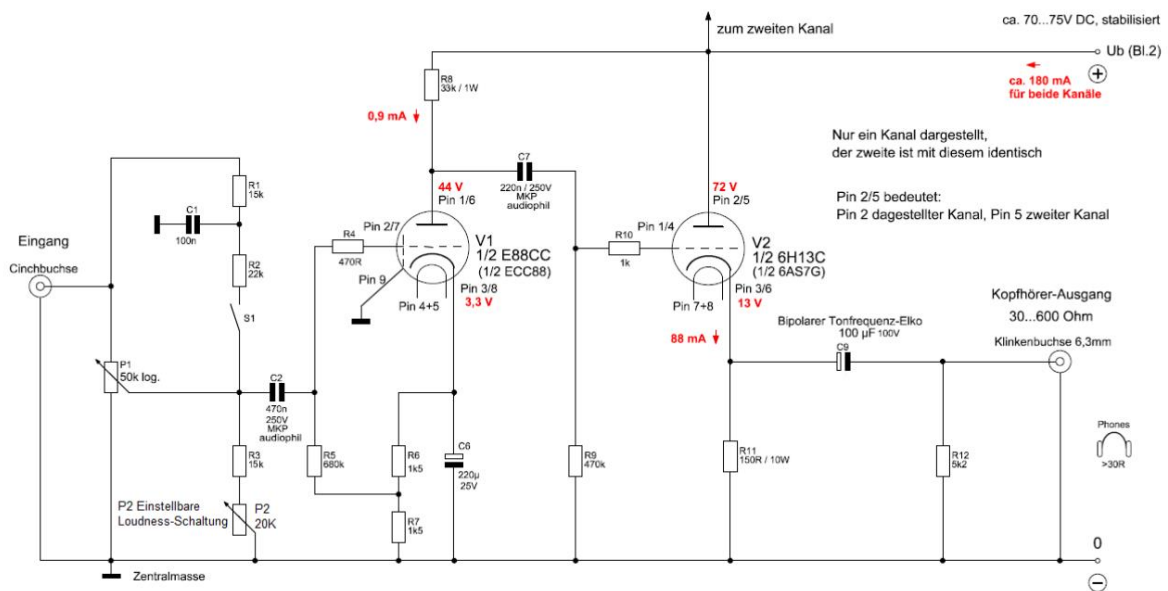 zum zweiten Kanal
ca. 70...75V DC, stabilisiert
Ub (Bl.2)
+
ca. 180 mA
für beide Kanäle
R8
33k / 1W
0,9 mA
Nur ein Kanal dargestellt,
der zweite ist mit diesem identisch
Pin 2/5 bedeutet:
Pin 2 dagestellter Kanal, Pin 5 zweiter Kanal
C7
220n / 250V
MKP
audiophil
44 V
Pin 1/6
72 V
Pin 2/5
R1
15k
C1
100n
R2
22k
S1
Eingang
Cinchbuchse
Pin 2/7
R4
470R
Pin 9
V1
1/2 E88CC
(1/2 ECC88)
Pin 3/8
3,3 V
Pin 4+5
R10
1k
Pin 1/4
V2
1/2 6H13C
(1/2 6AS7G)
Pin 3/6
13 V
Pin 7+8
88 mA
Kopfhörer-Ausgang
30...600 Ohm
Klinkenbuchse 6,3mm
Bipolarer Tonfrequenz-Elko
100 µF 100V
C9
P1
50k log.
C2
470n
250V
MKP
audiophil
R3
15k
R5
680k
R6
1k5
C6
220µ
25V
R9
470k
R11
150R / 10W
R12
5k2
Phones
>30R
P2 Einstellbare
Loudness-Schaltung
P2
20K
R7
1k5
Zentralmasse
0
−